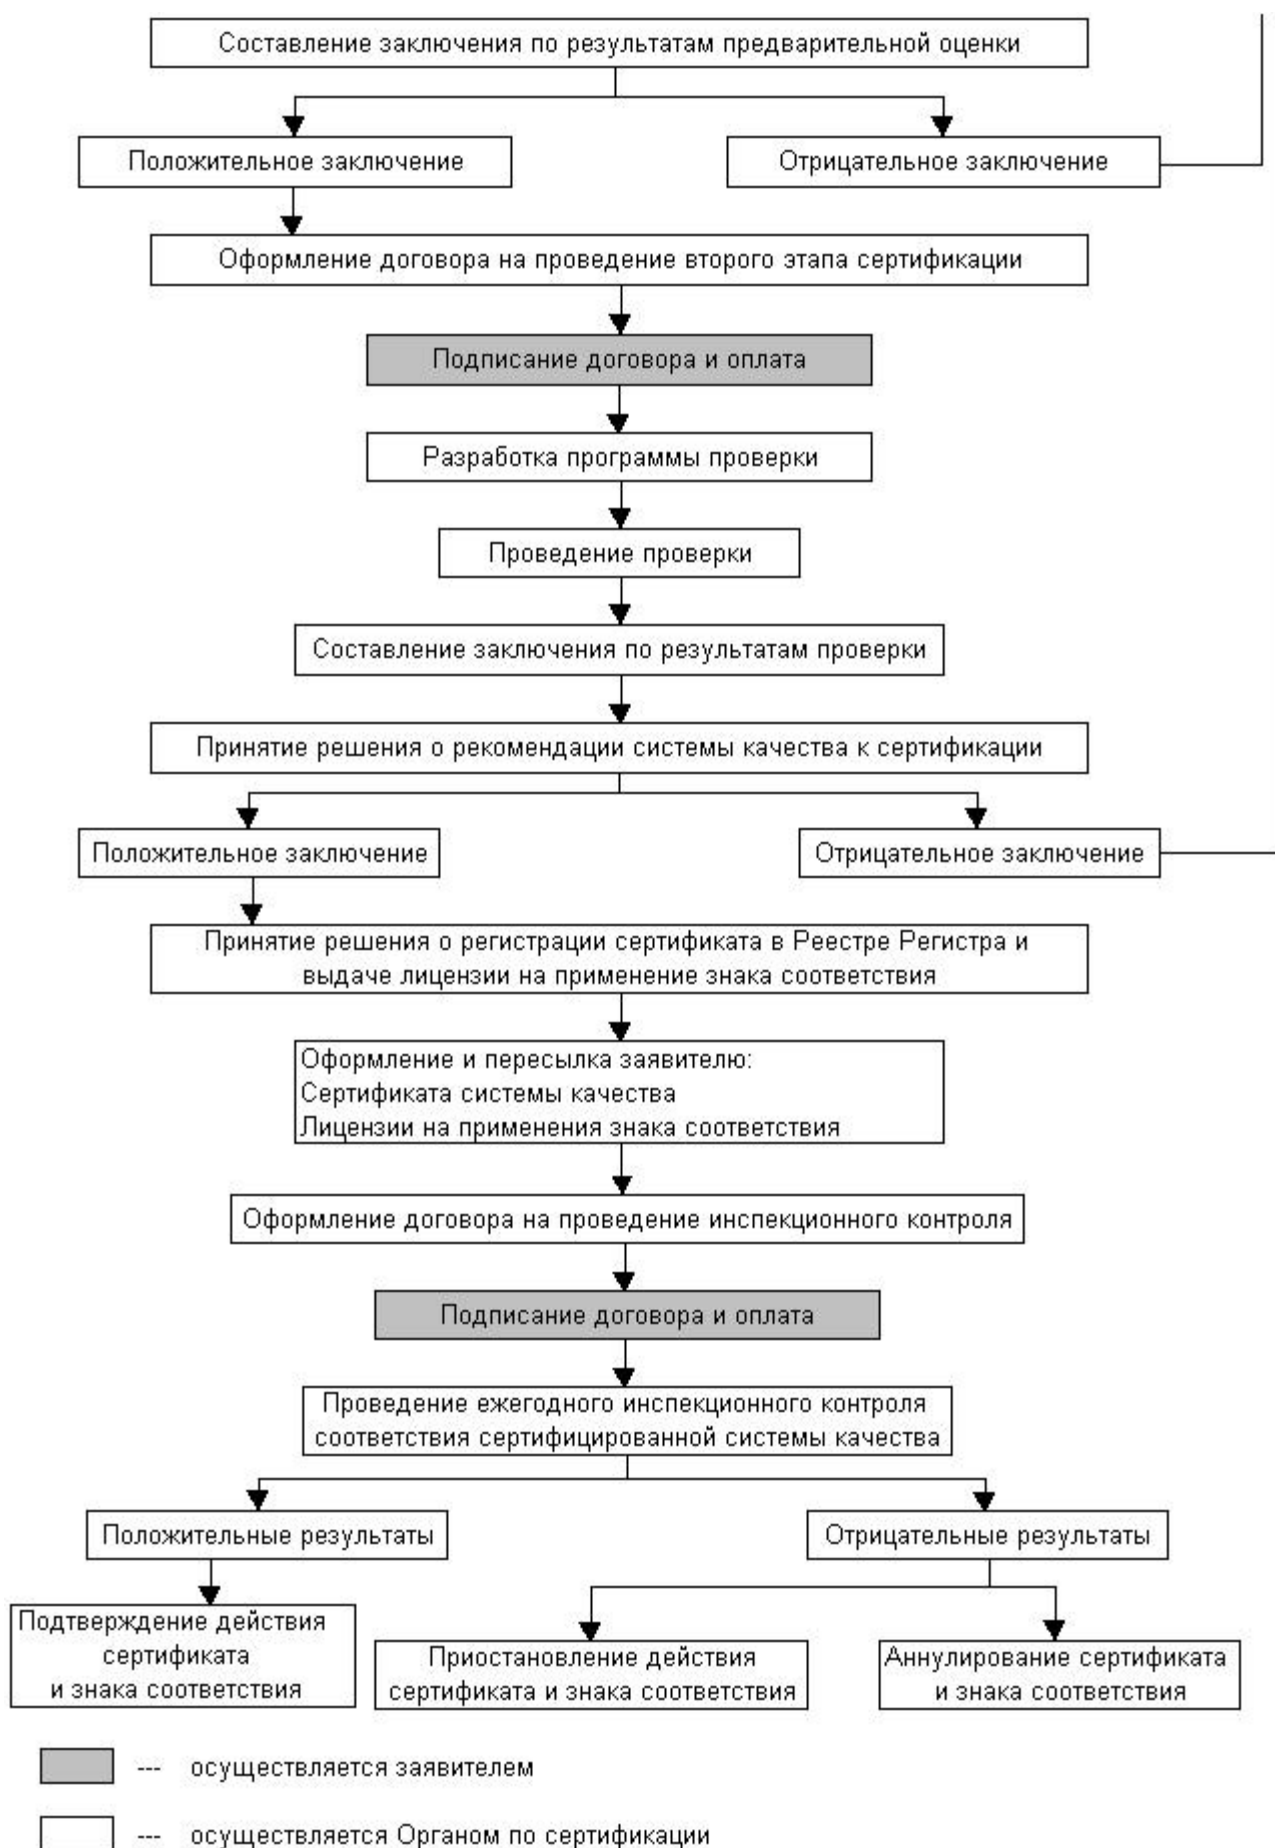 Составление заключения по результатам предварительной оценки
Положительное заключение
Отрицательное заключение
Оформление договора на проведение второго этапа сертификации
Подписание договора и оплата
Разработка программы проверки
Проведение проверки
Составление заключения по результатам проверки
Принятие решения о рекомендации системы качества к сертификации
Положительное заключение
Отрицательное заключение
Принятие решения о регистрации сертификата в Реестре Регистра и
выдаче лицензии на применение знака соответствия
Оформление и пересылка заявителю:
Сертификата системы качества
Лицензии на применения знака соответствия
Оформление договора на проведение инспекционного контроля
Подписание договора и оплата
Проведение ежегодного инспекционного контроля
соответствия сертифицированной системы качества
Положительные результаты
Отрицательные результаты
Подтверждение действия
сертификата
и знака соответствия
Приостановление действия
сертификата и знака соответствия
Аннулирование сертификата
и знака соответствия
--- осуществляется заявителем
--- осуществляется Органом по сертификации